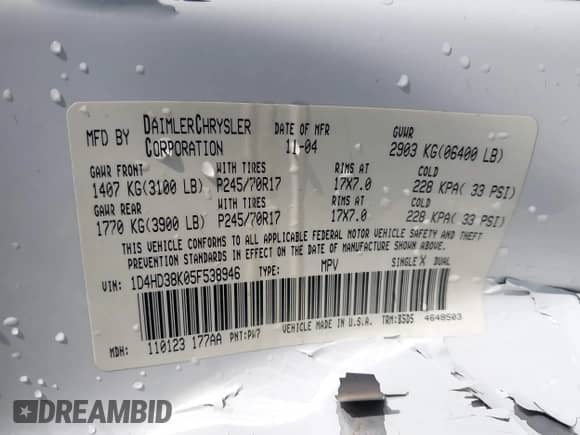 MFD BY DAIMLERCHRYSLER CORPORATION DATE OF MFR 11-04 GVWR 2903 KG(06400 LB)
GAWR FRONT WITH TIRES RIMS AT COLD
1407 KG(3100 LB) P245/70R17 17X7.0 228 KPA( 33 PSI)
GAWR REAR WITH TIRES RIMS AT COLD
1770 KG(3900 LB) P245/70R17 17X7.0 228 KPA( 33 PSI)
THIS VEHICLE CONFORMS TO ALL APPLICABLE FEDERAL MOTOR VEHICLE SAFETY AND THEFT
PREVENTION STANDARDS IN EFFECT ON THE DATE OF MANUFACTURE SHOWN ABOVE.
VIN: 1D4HD38K05F538946 TYPE: MPV SINGLE X DUAL
MDH: 110123 177AA PNT:PW7 VEHICLE MADE IN U.S.A. TRM:BSD5 4648503
DREAMBID